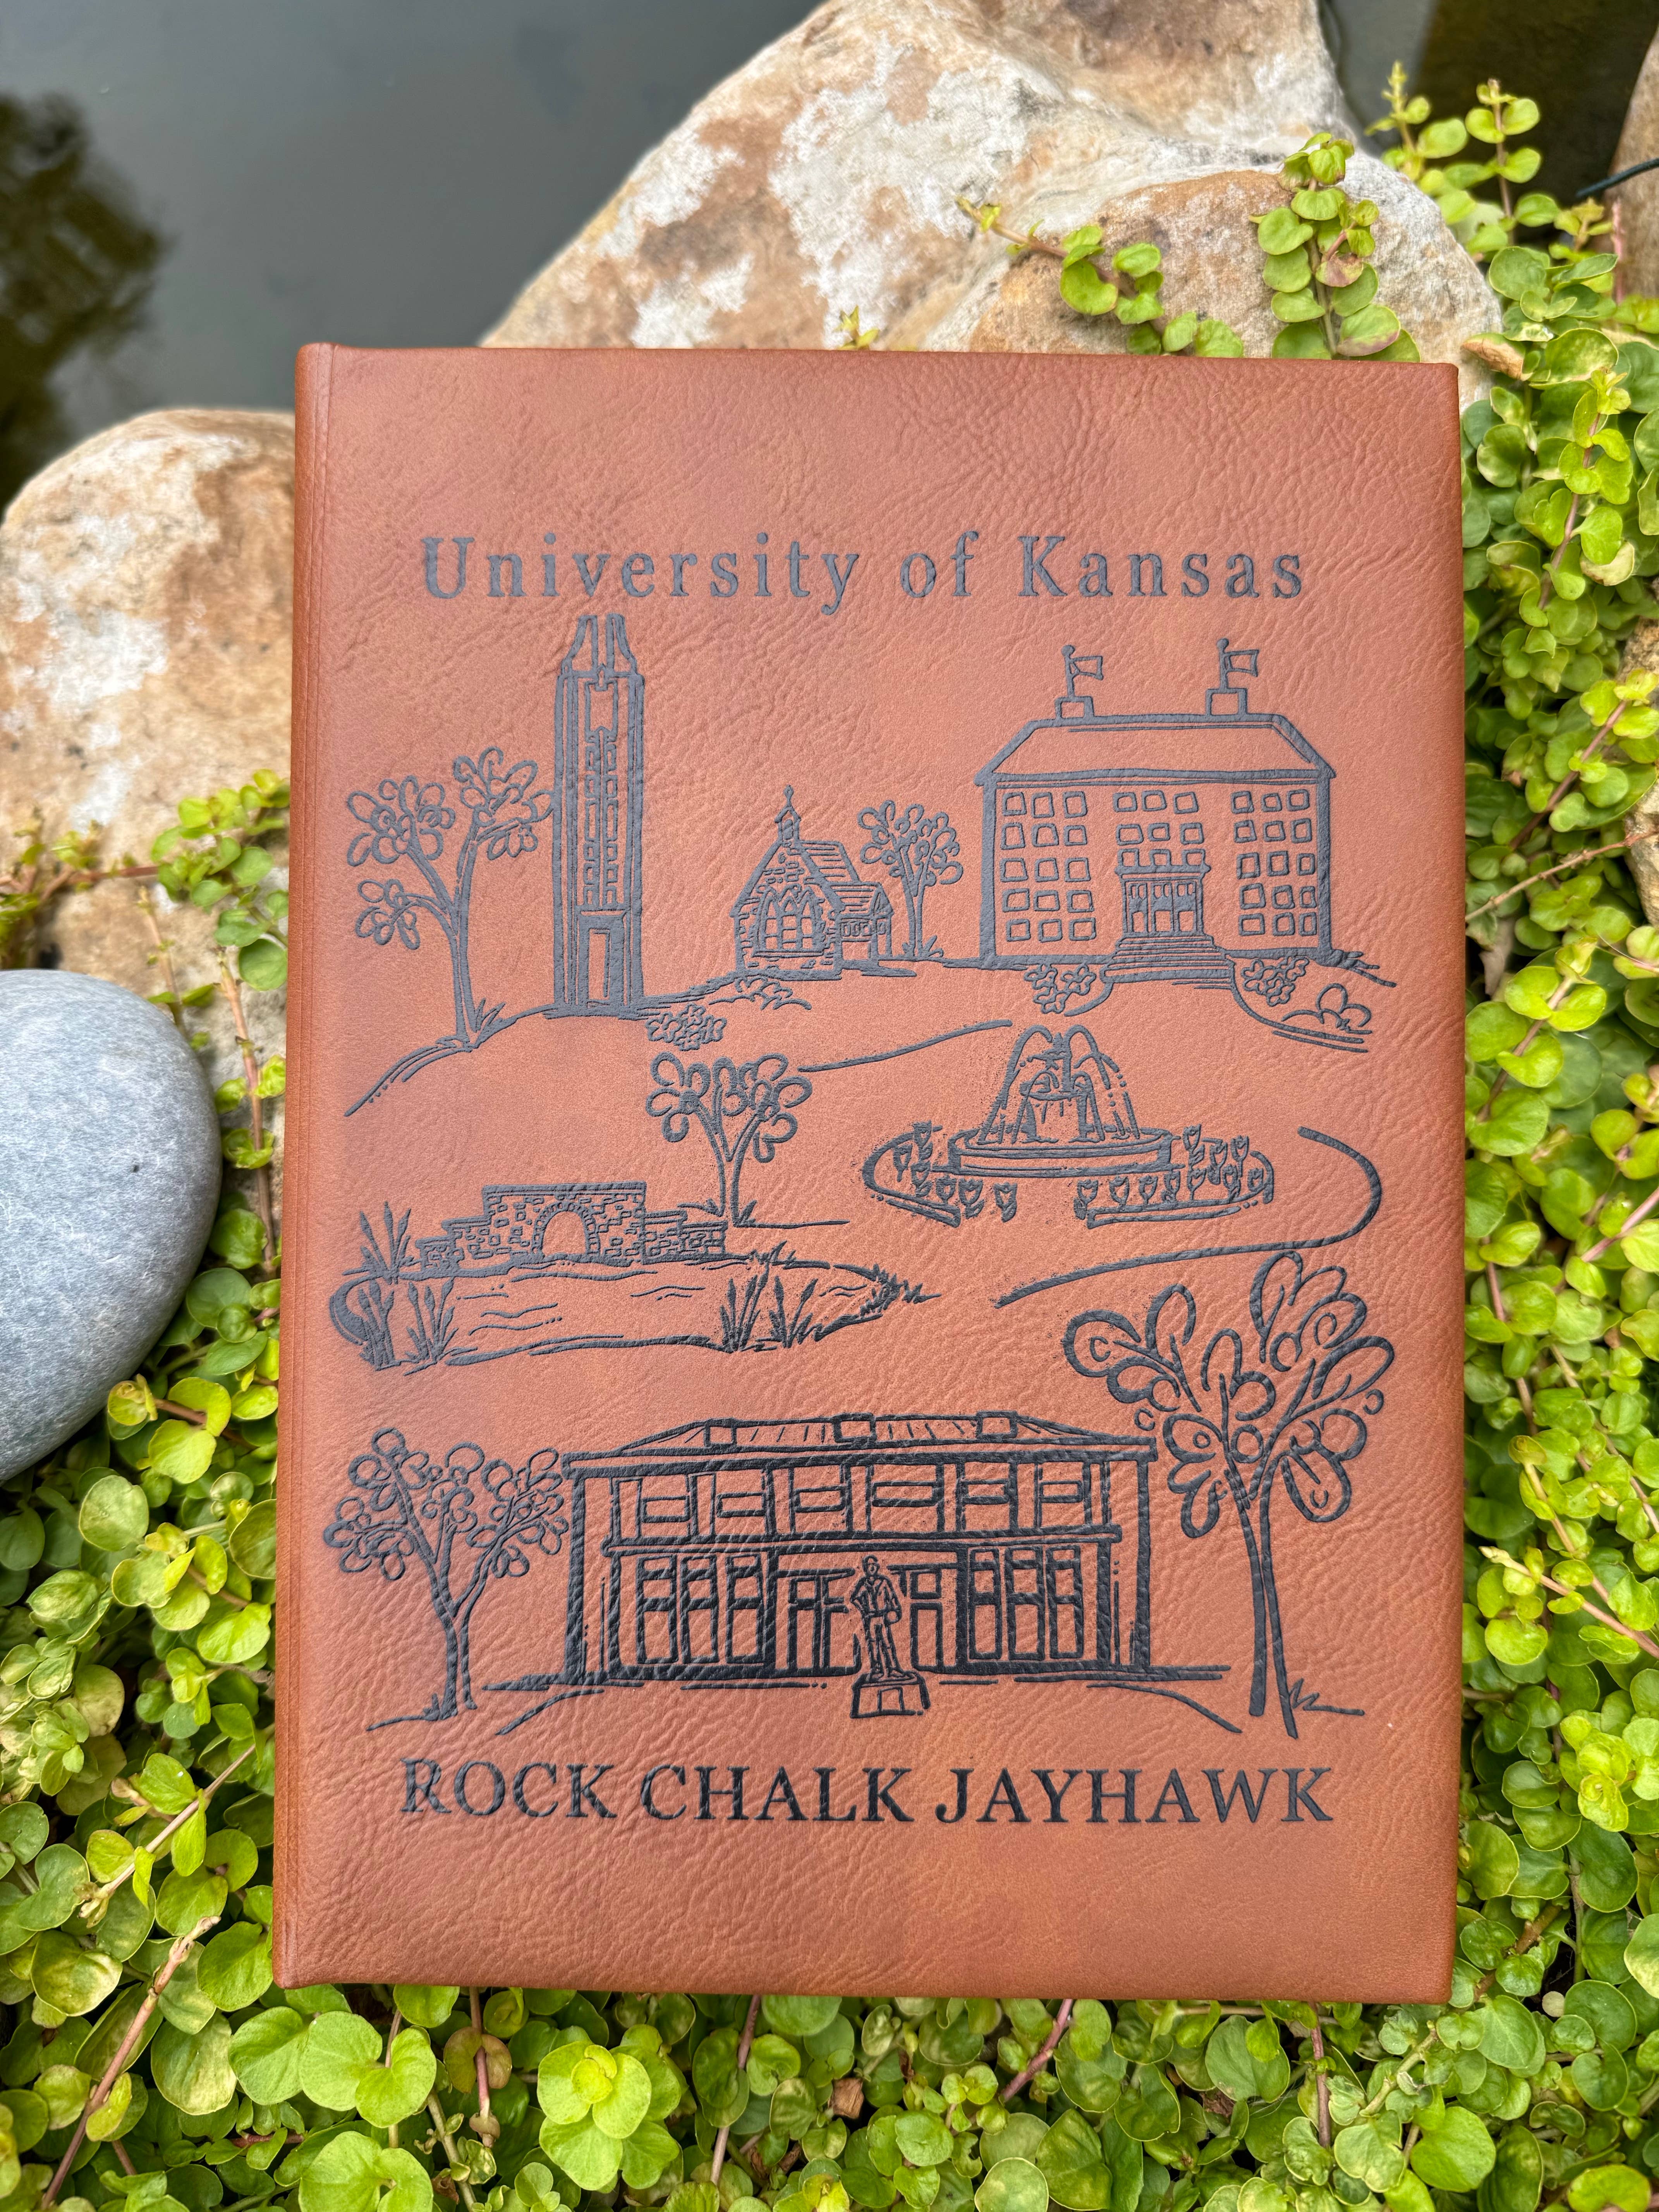 University of Kansas
ROCK CHALK JAYHAWK